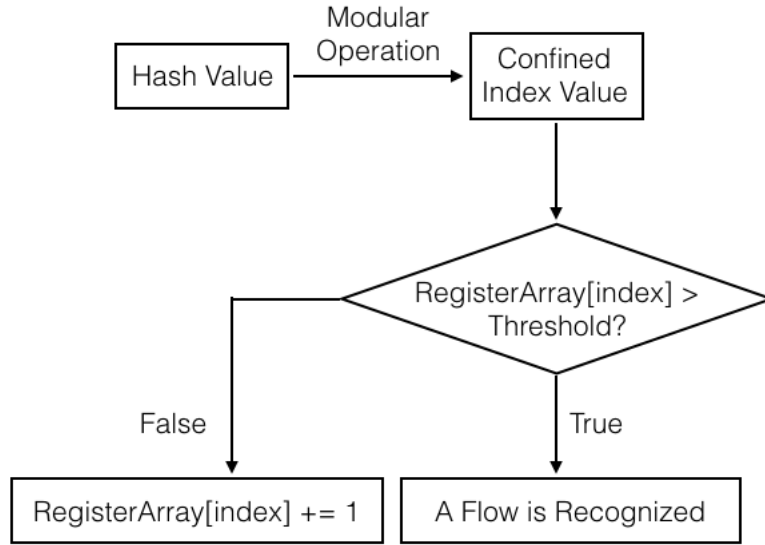 Modular
Operation
Hash Value
Confined
Index Value
RegisterArray[index] >
Threshold?
False
True
RegisterArray[index] += 1
A Flow is Recognized